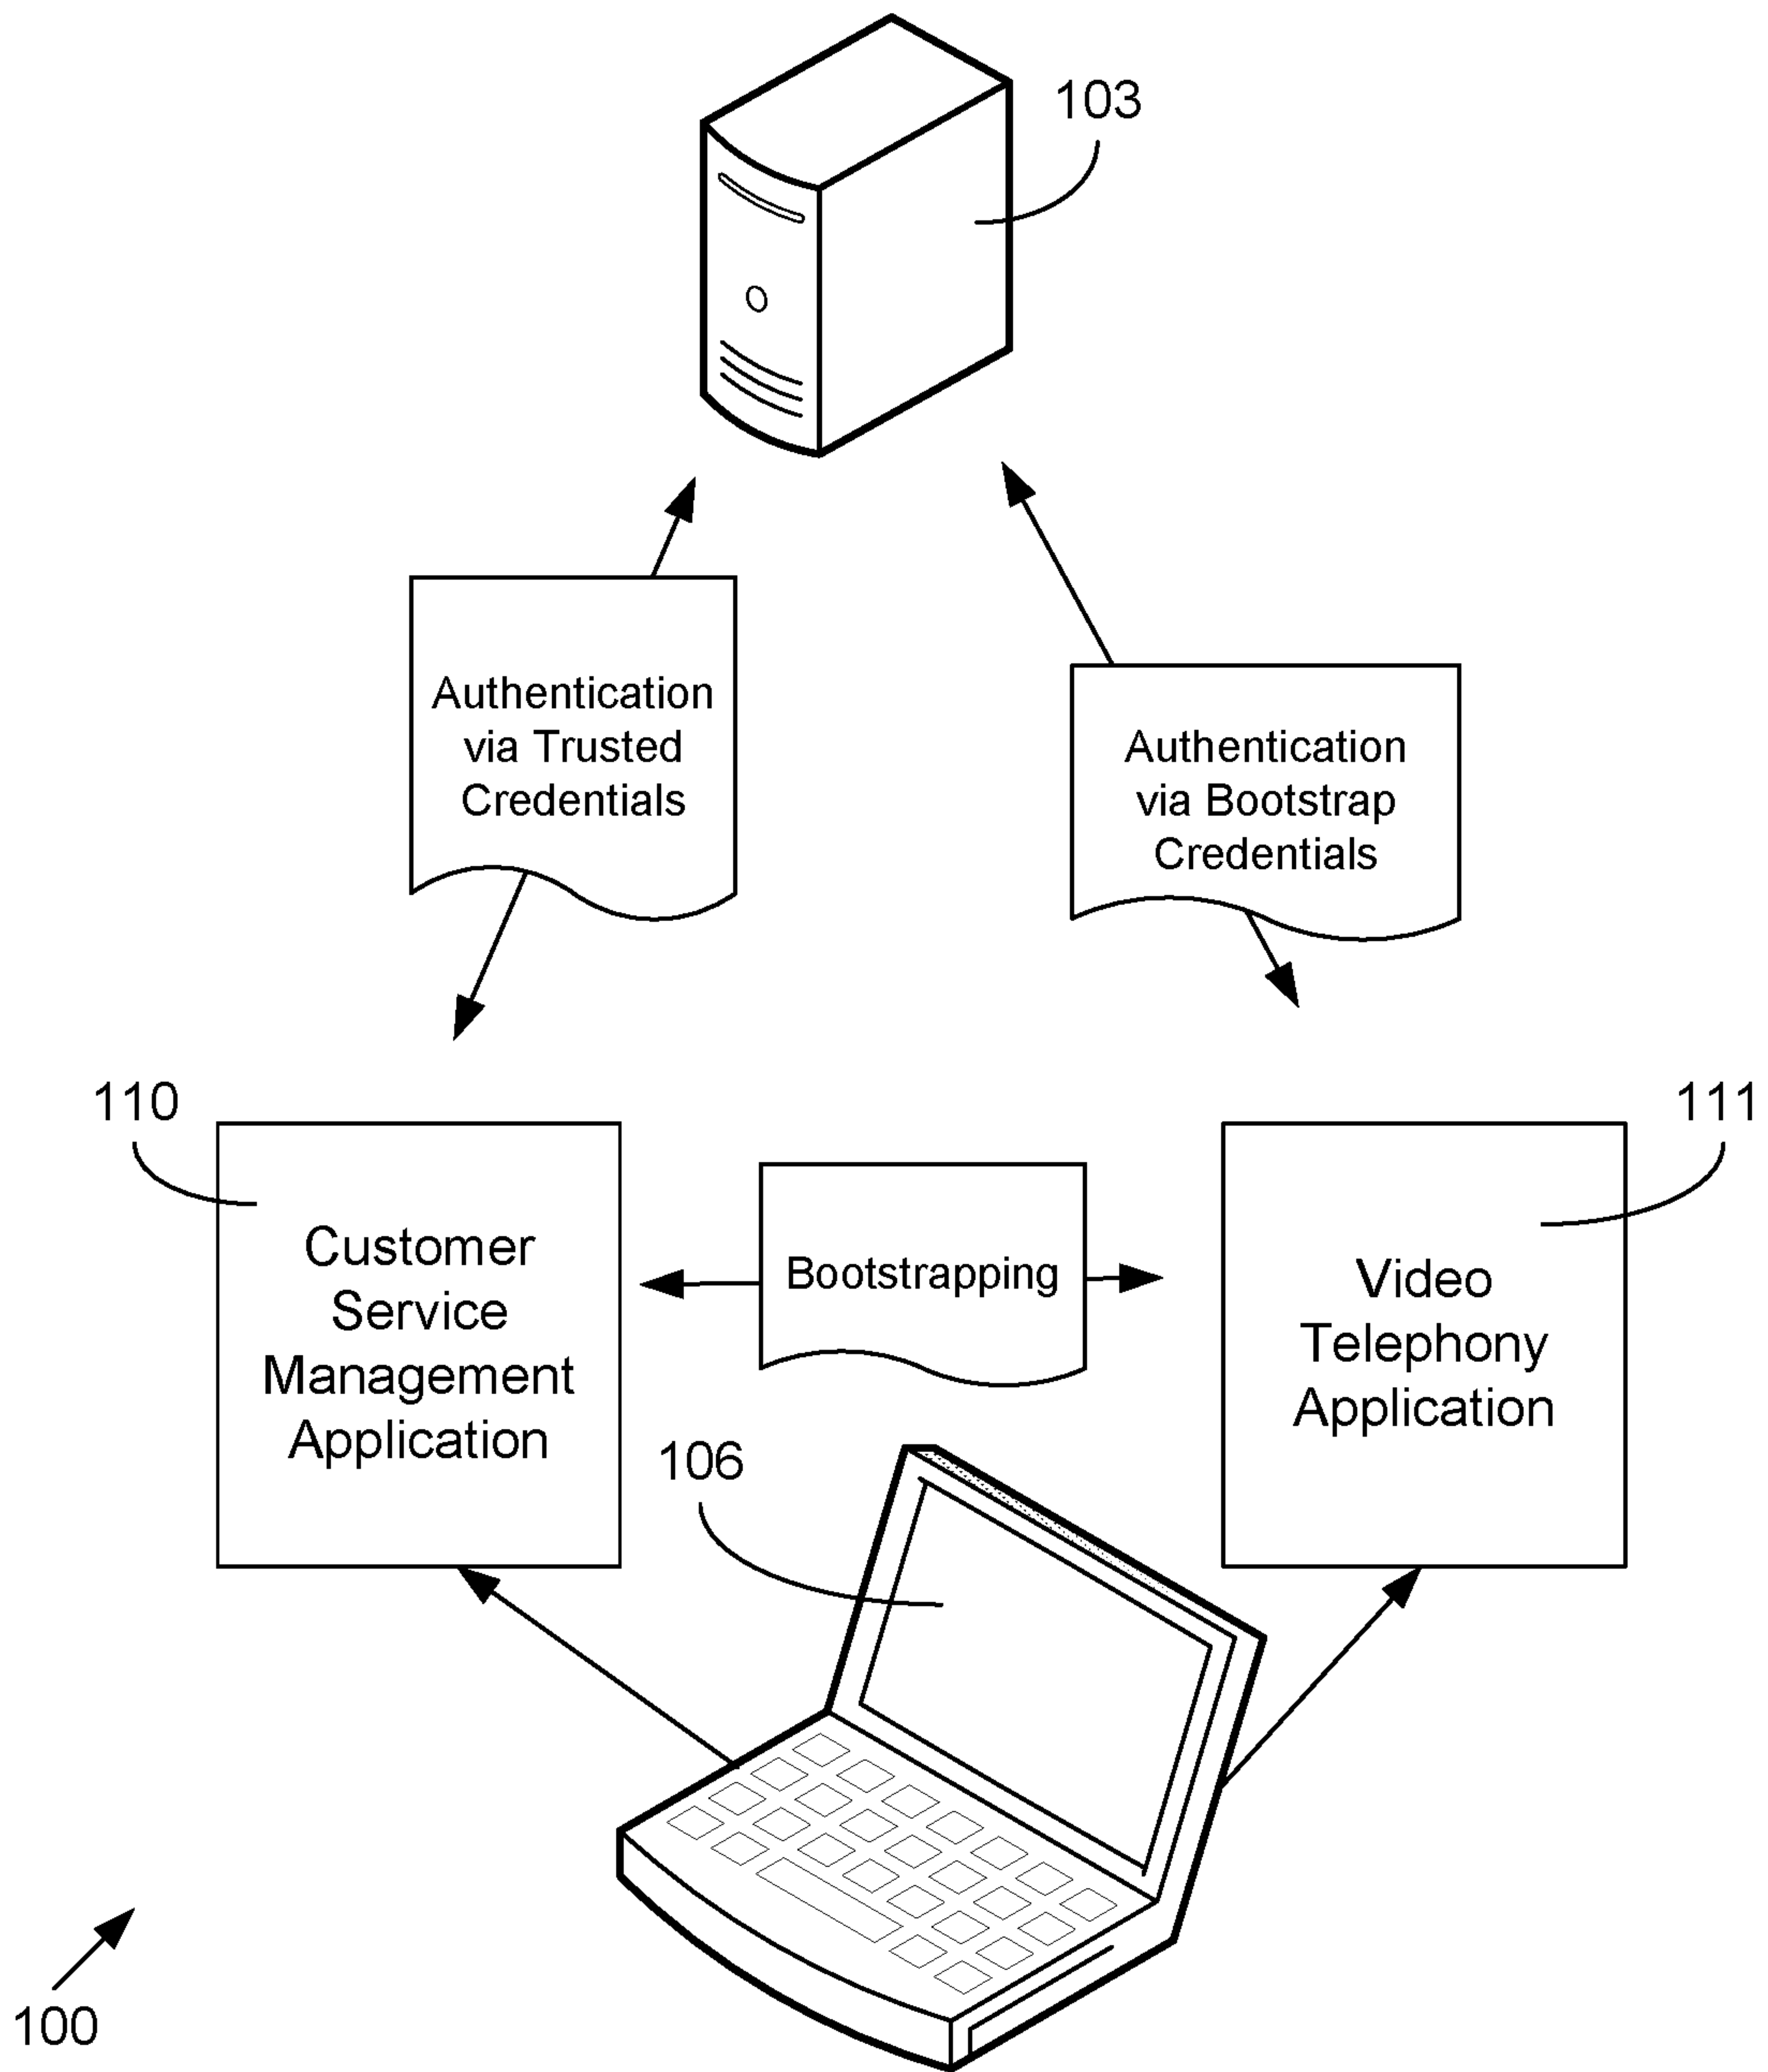 103
Authentication
via Trusted
Credentials
Authentication
via Bootstrap
Credentials
110
111
Customer
Service
Management
Application
Bootstrapping
Video
Telephony
Application
106
100